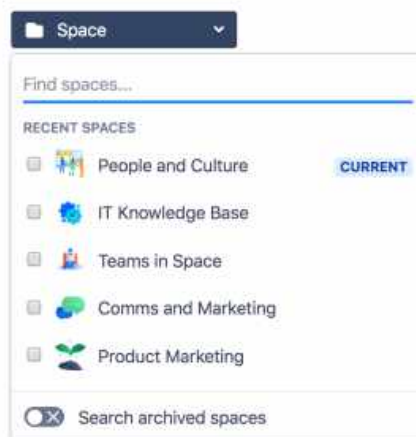 Space
Find spaces...
RECENT SPACES
People and Culture CURRENT
IT Knowledge Base
Teams in Space
Comms and Marketing
Product Marketing
Search archived spaces